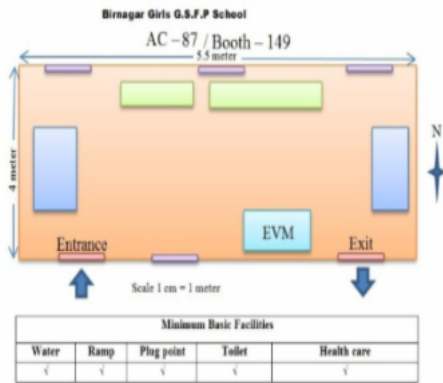 Birnagar Girls G.S.F.P School
AC – 87 / Booth – 149
5.5 meter
4 meter
N
EVM
Entrance
Exit
Scale 1 cm = 1 meter
Minimum Basic Facilities
Water Ramp Plug point Toilet Health care
√ √ √ √ √